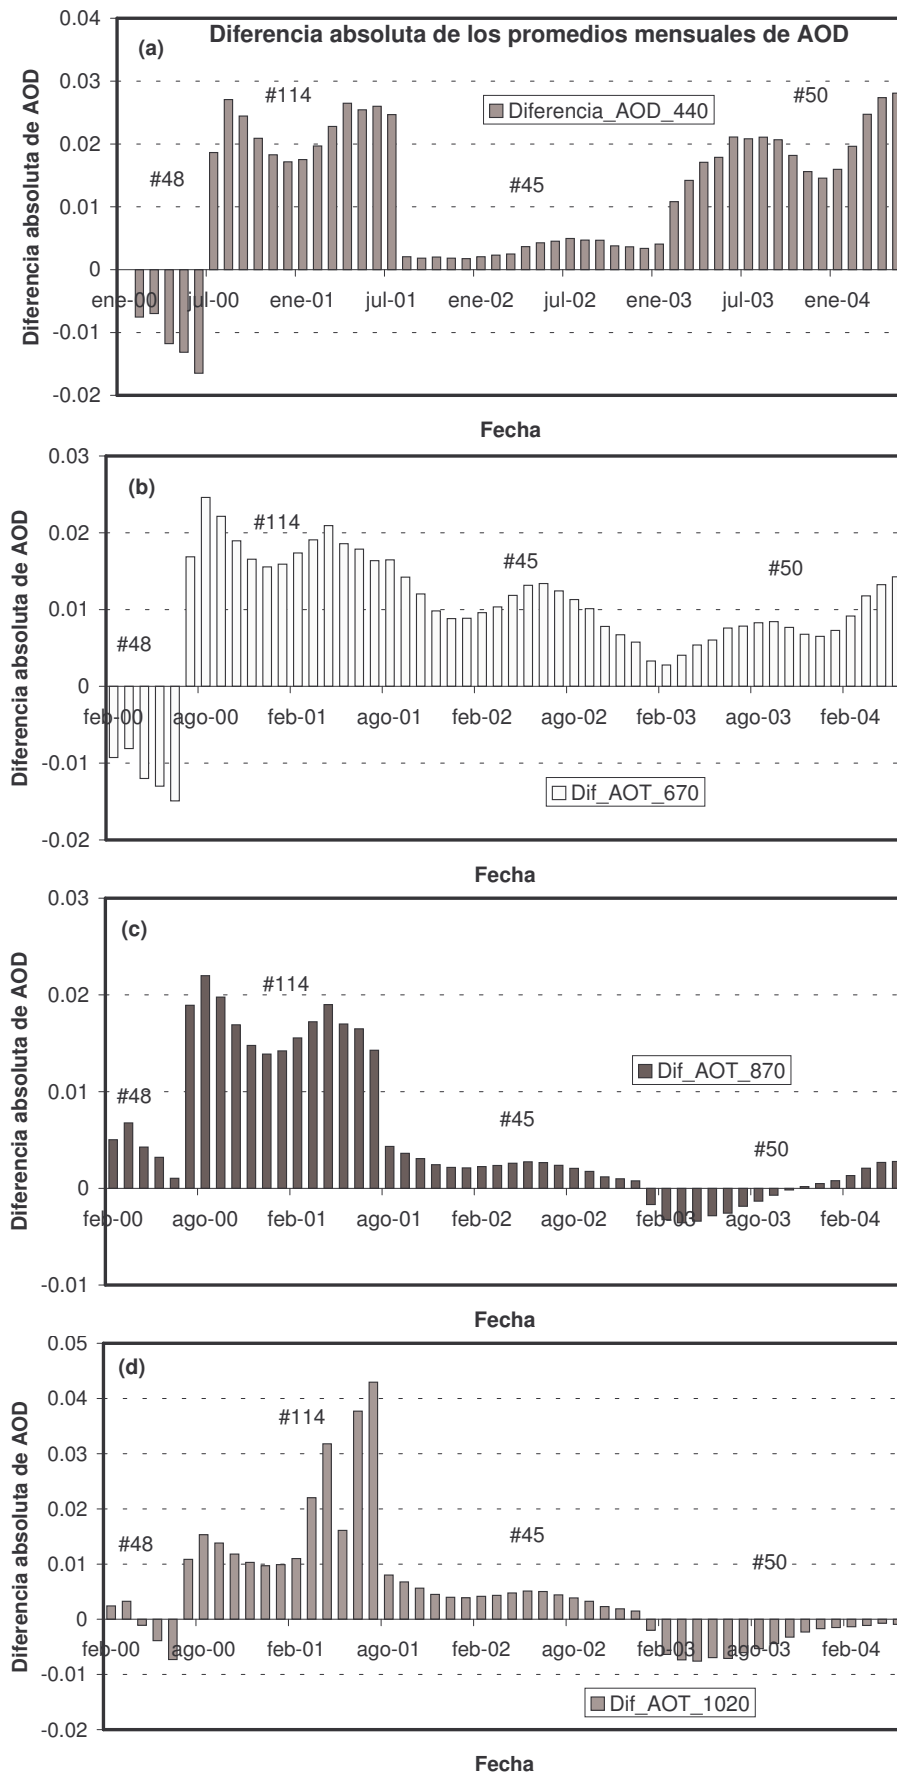 Diferencia absoluta de los promedios mensuales de AOD
(a)
Diferencia absoluta de AOD
0.04
0.03
0.02
0.01
0
-0.01
-0.02
#48
#114
#45
#50
Diferencia_AOD_440
ene-00 jul-00 ene-01 jul-01 ene-02 jul-02 ene-03 jul-03 ene-04
Fecha
(b)
Diferencia absoluta de AOD
0.03
0.02
0.01
0
-0.01
-0.02
#48
#114
#45
#50
feb-00 ago-00 feb-01 ago-01 feb-02 ago-02 feb-03 ago-03 feb-04
Dif_AOT_670
Fecha
(c)
Diferencia absoluta de AOD
0.03
0.02
0.01
0
-0.01
#48
#114
#45
#50
Dif_AOT_870
feb-00 ago-00 feb-01 ago-01 feb-02 ago-02 feb-03 ago-03 feb-04
Fecha
(d)
Diferencia absoluta de AOD
0.05
0.04
0.03
0.02
0.01
0
-0.01
-0.02
#48
#114
#45
#50
feb-00 ago-00 feb-01 ago-01 feb-02 ago-02 feb-03 ago-03 feb-04
Dif_AOT_1020
Fecha